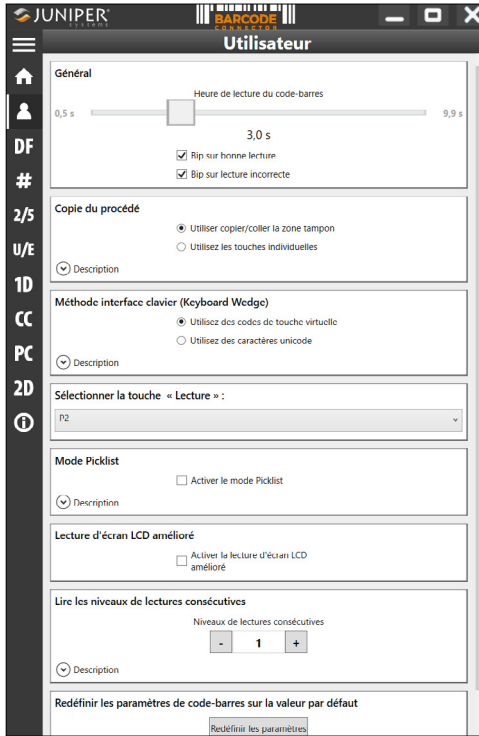 JUNIPER
systems
BARCODE
CONNECTOR
Utilisateur
Général
Heure de lecture du code-barres
0,5 s
9,9 s
3,0 s
Bip sur bonne lecture
Bip sur lecture incorrecte
DF
#
2/5
U/E
1D
CC
PC
2D
Copie du procédé
Utiliser copier/coller la zone tampon
Utilisez les touches individuelles
Description
Méthode interface clavier (Keyboard Wedge)
Utilisez des codes de touche virtuelle
Utilisez des caractères unicode
Description
Sélectionner la touche « Lecture » :
P2
Mode Picklist
Activer le mode Picklist
Description
Lecture d'écran LCD amélioré
Activer la lecture d'écran LCD
amélioré
Lire les niveaux de lectures consécutives
Niveaux de lectures consécutives
- 1 +
Description
Redéfinir les paramètres de code-barres sur la valeur par défaut
Redéfinir les paramètres